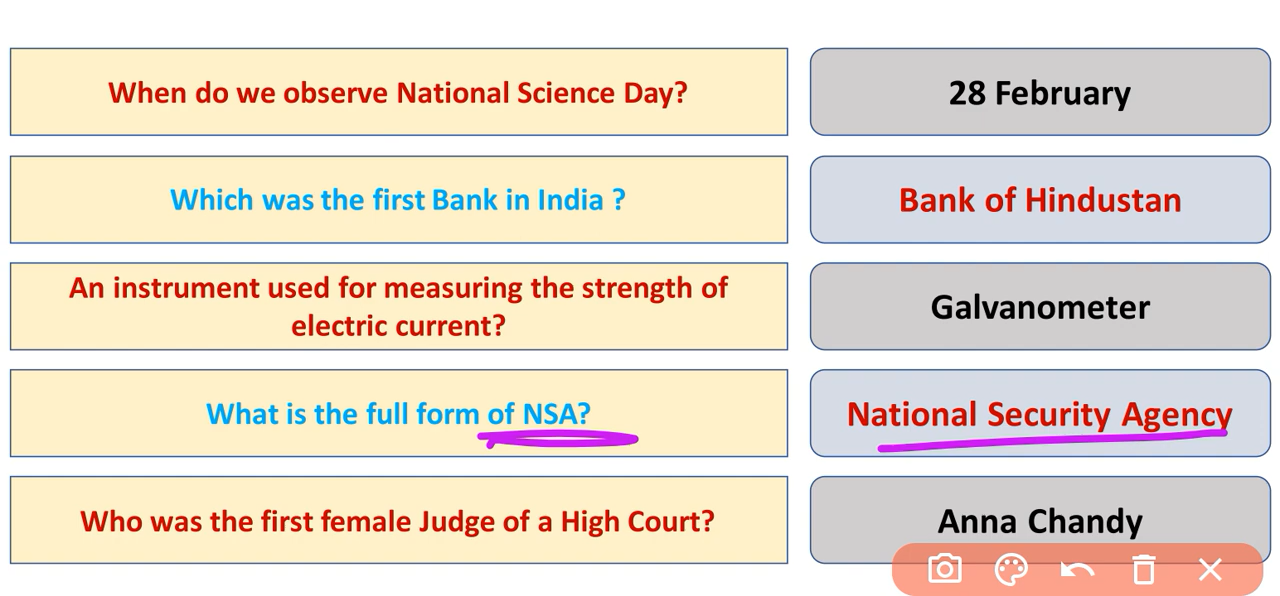 When do we observe National Science Day?
28 February
Which was the first Bank in India ?
Bank of Hindustan
An instrument used for measuring the strength of
electric current?
Galvanometer
What is the full form of NSA?
National Security Agency
Who was the first female Judge of a High Court?
Anna Chandy